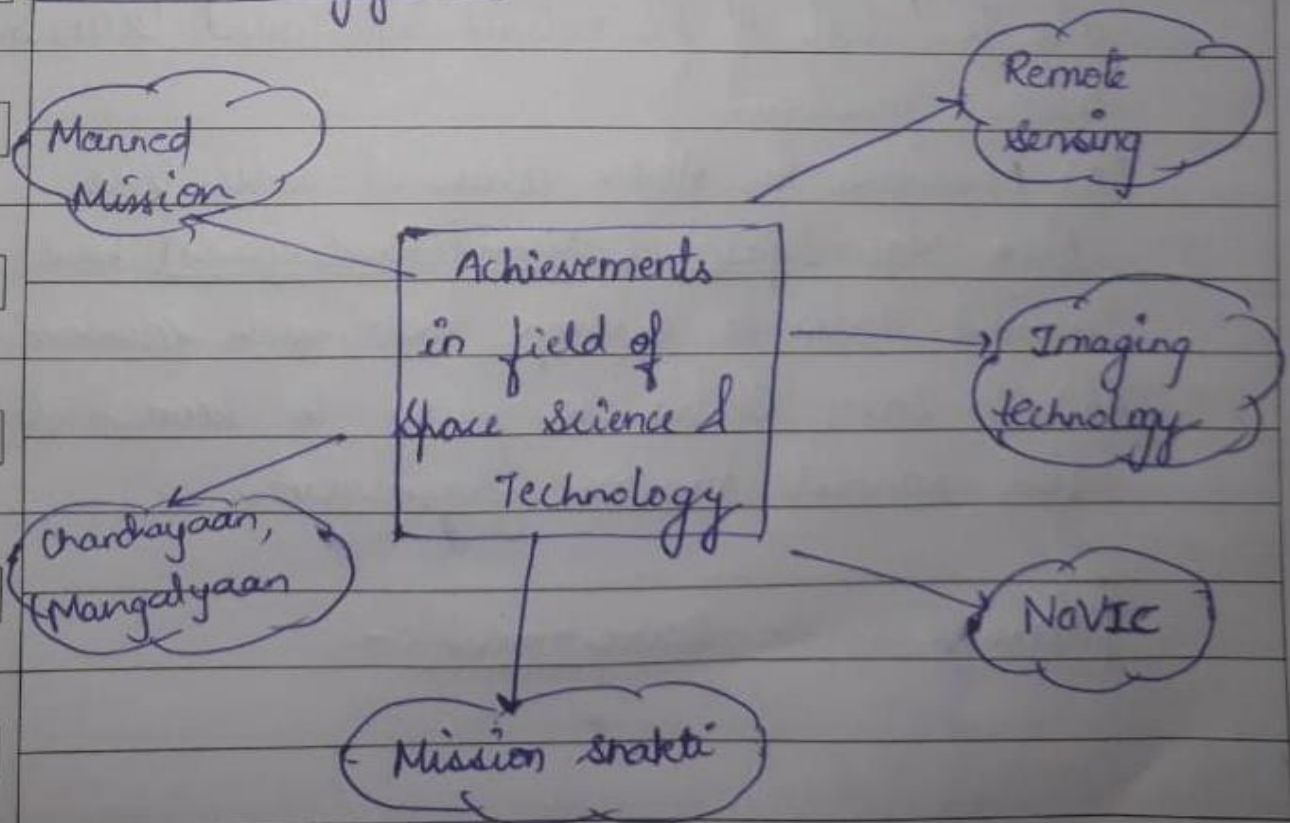 Manned
Mission
Remote
sensing
Achievements
in field of
Space science &
Technology
Imaging
technology
Chandrayaan,
Mangalyaan
NaVIC
Mission Shakti